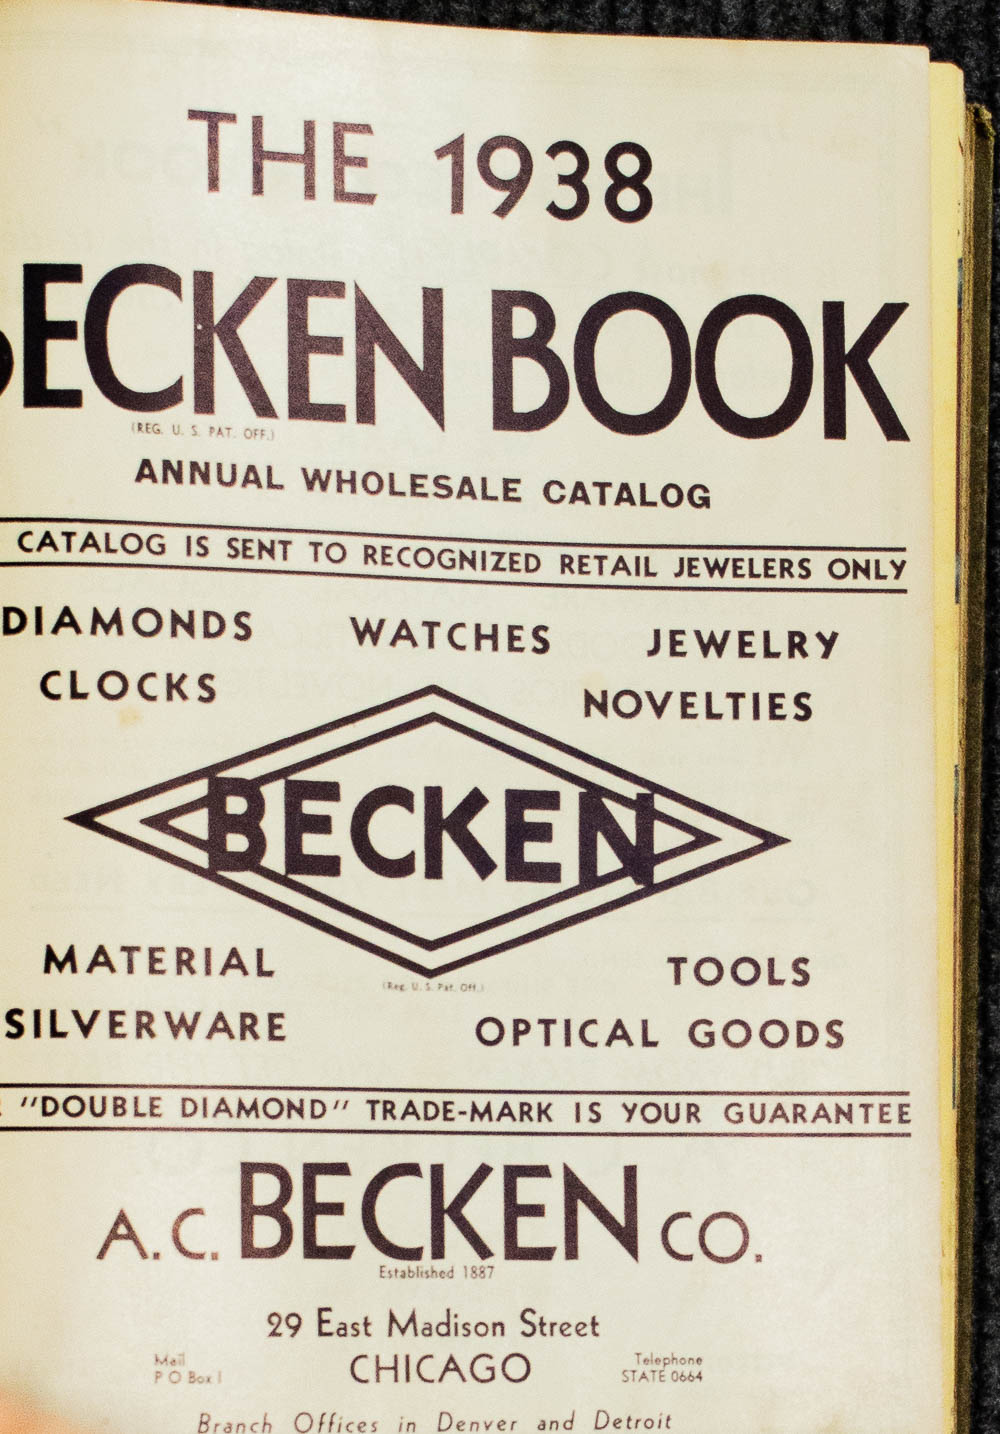 THE 1938
BECKEN BOOK
(REG. U. S. PAT. OFF.)
ANNUAL WHOLESALE CATALOG
CATALOG IS SENT TO RECOGNIZED RETAIL JEWELERS ONLY
DIAMONDS WATCHES JEWELRY
CLOCKS NOVELTIES
BECKEN
(Reg. U. S. Pat. Off.)
MATERIAL TOOLS
SILVERWARE OPTICAL GOODS
"DOUBLE DIAMOND" TRADE-MARK IS YOUR GUARANTEE
A. C. BECKEN CO.
Established 1887
29 East Madison Street
Mail
P O Box 1
CHICAGO
Telephone
STATE 0664
Branch Offices in Denver and Detroit